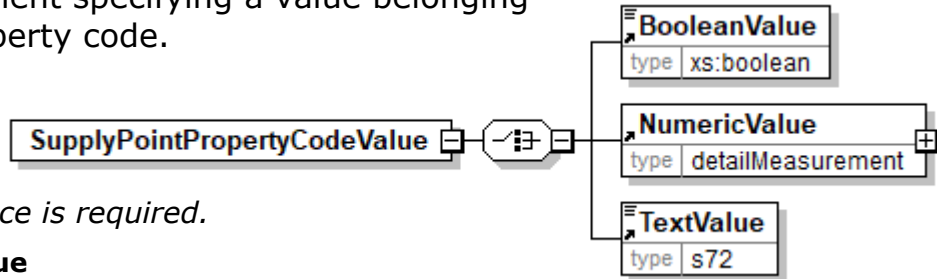 ment specifying a value belonging
perty code.
BooleanValue
type xs:boolean
SupplyPointPropertyCodeValue
NumericValue
type detailMeasurement
ce is required.
TextValue
type s72
ue